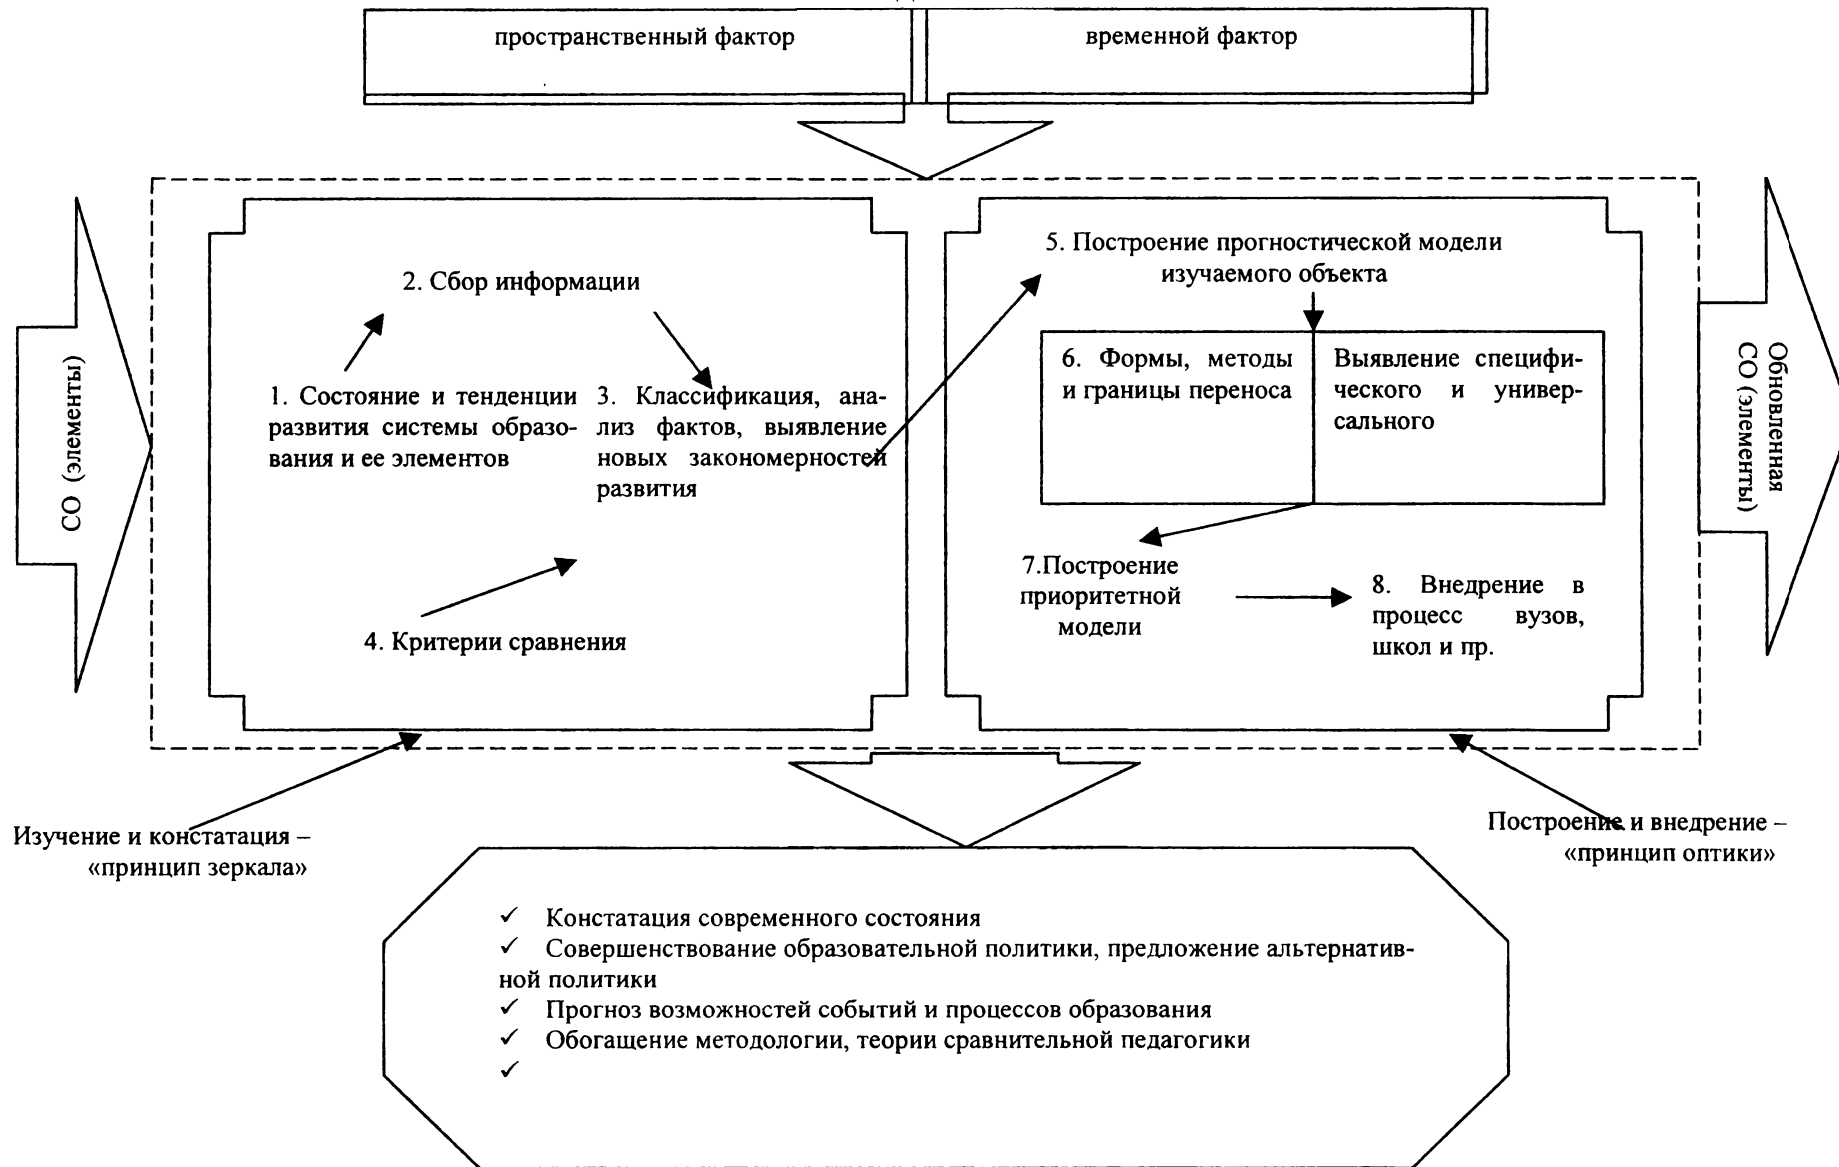 пространственный фактор
временной фактор
СО (элементы)
2. Сбор информации
1. Состояние и тенденции
развития системы образо-
вания и ее элементов
3. Классификация, ана-
лиз фактов, выявление
новых закономерностей
развития
4. Критерии сравнения
5. Построение прогностической модели
изучаемого объекта
6. Формы, методы
и границы переноса
Выявление специфи-
ческого и универ-
сального
7.Построение
приоритетной
модели
8. Внедрение в
процесс вузов,
школ и пр.
Обновленная
СО (элементы)
Изучение и констатация –
«принцип зеркала»
Построение и внедрение –
«принцип оптики»
✓ Констатация современного состояния
✓ Совершенствование образовательной политики, предложение альтернатив-
ной политики
✓ Прогноз возможностей событий и процессов образования
✓ Обогащение методологии, теории сравнительной педагогики
✓